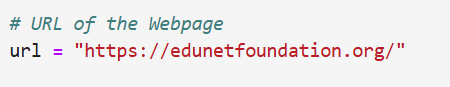 # URL of the Webpage
url = "https://edunetfoundation.org/"